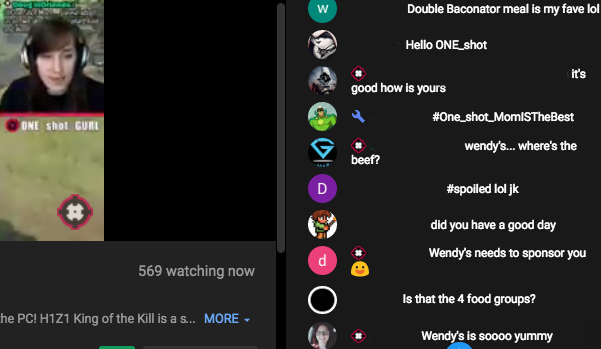 ONE shot GURL
569 watching now
the PC! H1Z1 King of the Kill is a s... MORE
w
Double Baconator meal is my fave lol
Hello ONE_shot
it's
good how is yours
#One_shot_MomISTheBest
wendy's... where's the
beef?
D
#spoiled lol jk
did you have a good day
d
Wendy's needs to sponsor you
Is that the 4 food groups?
Wendy's is soooo yummy